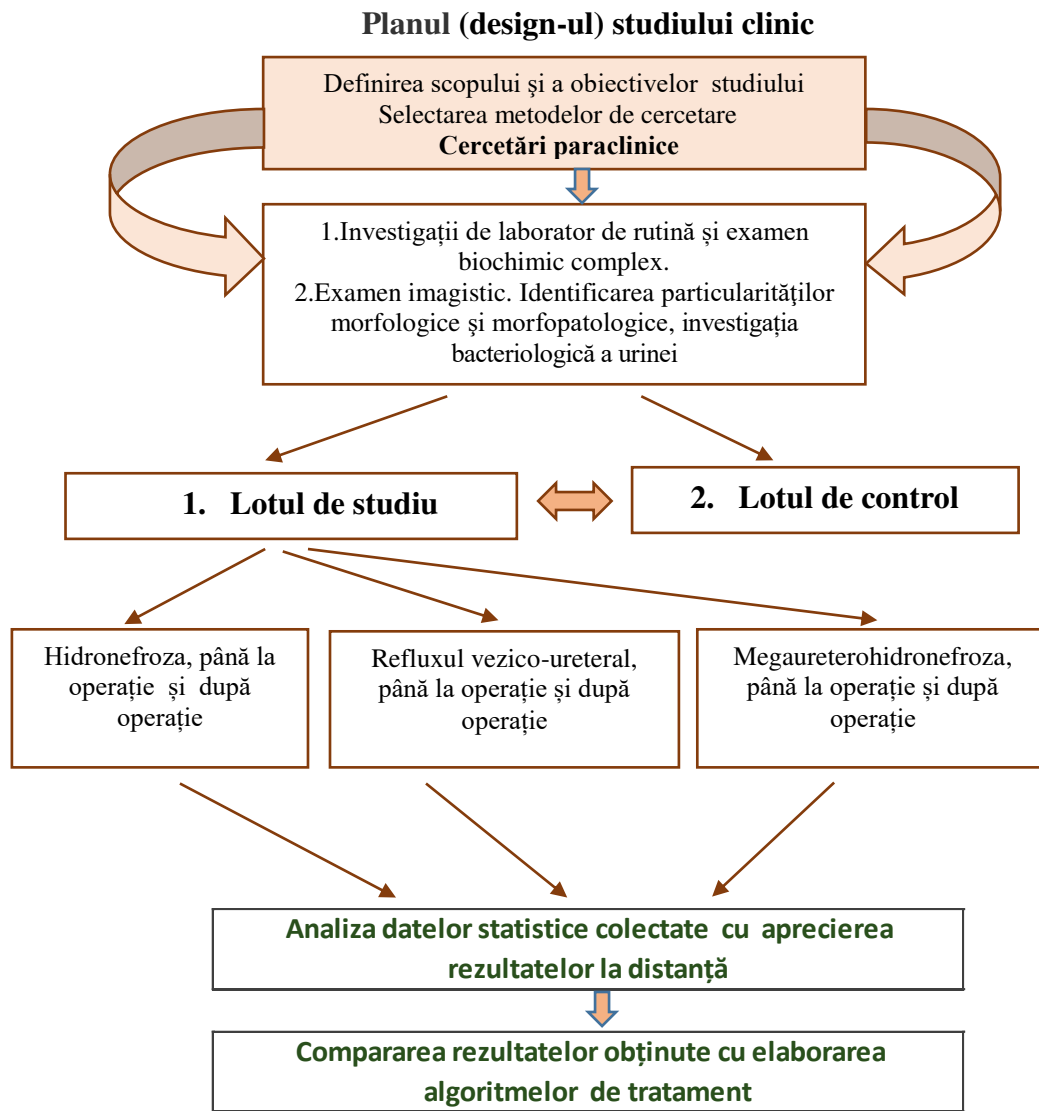 Planul (design-ul) studiului clinic
Definirea scopului şi a obiectivelor studiului
Selectarea metodelor de cercetare
Cercetări paraclinice
1.Investigații de laborator de rutină și examen
biochimic complex.
2.Examen imagistic. Identificarea particularităţilor
morfologice şi morfopatologice, investigația
bacteriologică a urinei
1. Lotul de studiu
2. Lotul de control
Hidronefroza, până la
operație și după
operație
Refluxul vezico-ureteral,
până la operație și după
operație
Megaureterohidronefroza,
până la operație și după
operație
Analiza datelor statistice colectate cu aprecierea
rezultatelor la distanță
Compararea rezultatelor obținute cu elaborarea
algoritmelor de tratament